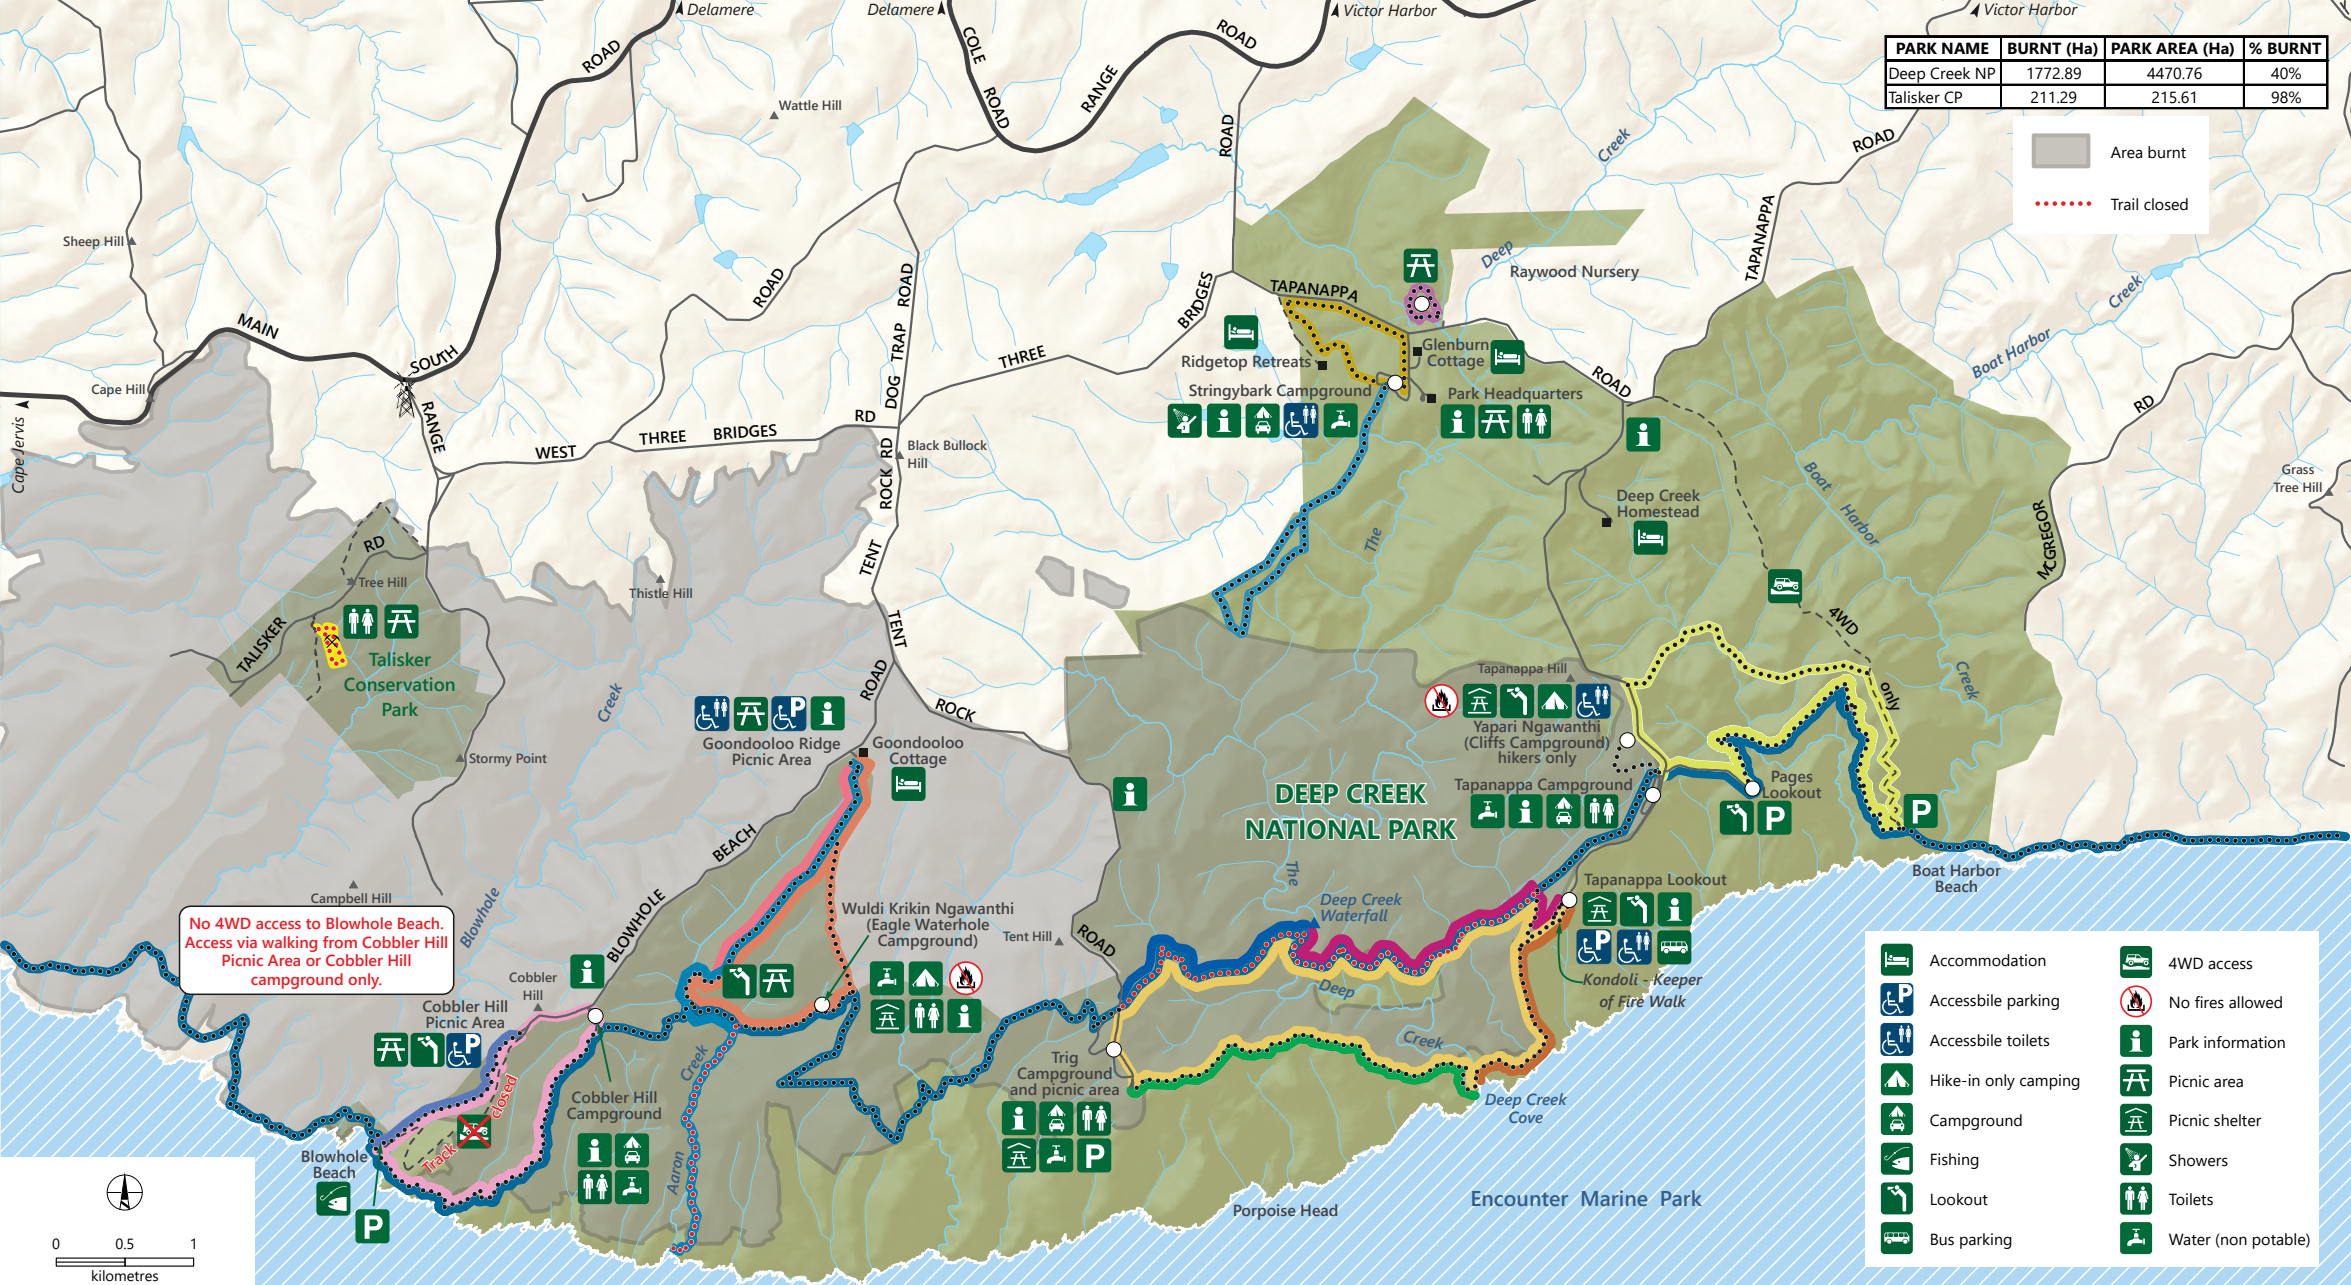 Delamere
Delamere
Victor Harbor
Victor Harbor
ROAD
COLE
ROAD
RANGE
ROAD
ROAD
PARK NAME BURNT (Ha) PARK AREA (Ha) % BURNT
Deep Creek NP 1772.89 4470.76 40%
Talisker CP 211.29 215.61 98%
Area burnt
Trail closed
Wattle Hill
Creek
ROAD
TAPANAPPA
Sheep Hill
Deep
Raywood Nursery
Creek
Boat Harbor
ROAD
ROAD
TRAP
DOG
BRIDGES
TAPANAPPA
MAIN
SOUTH
THREE
Ridgetop Retreats
Glenburn
Cottage
ROAD
Cape Hill
Stringybark Campground
Park Headquarters
RD
Cape Jervis
RANGE
WEST
THREE
BRIDGES
RD
Black Bullock
Hill
ROCK RD
TENT
Grass
Tree Hill
Boat
Harbor
Deep Creek
Homestead
The
McGREGOR
RD
Tree Hill
Thistle Hill
TALISKER
TENT
4WD
only
Creek
Talisker
Conservation
Park
Creek
ROAD
ROCK
Tapanappa Hill
Yapari Ngawanthi
(Cliffs Campground)
hikers only
Goondooloo Ridge
Picnic Area
Goondooloo
Cottage
Stormy Point
Tapanappa Campground
Pages
Lookout
P
P
DEEP CREEK
NATIONAL PARK
BEACH
BLOWHOLE
The
Boat Harbor
Beach
Campbell Hill
Tapanappa Lookout
Deep Creek
Waterfall
No 4WD access to Blowhole Beach.
Access via walking from Cobbler Hill
Picnic Area or Cobbler Hill
campground only.
Blowhole
Wuldi Krikin Ngawanthi
(Eagle Waterhole
Campground)
Tent Hill
ROAD
Kondoli - Keeper
of Fire Walk
Cobbler
Hill
Cobbler Hill
Picnic Area
Deep
Creek
Trig
Campground
and picnic area
P
Creek
Aaron
closed
Track
Cobbler Hill
Campground
Deep Creek
Cove
Blowhole
Beach
P
Porpoise Head
Encounter Marine Park
0 0.5 1
kilometres
Accommodation
Accessbile parking
Accessbile toilets
Hike-in only camping
Campground
Fishing
Lookout
Bus parking
4WD access
No fires allowed
Park information
Picnic area
Picnic shelter
Showers
Toilets
Water (non potable)